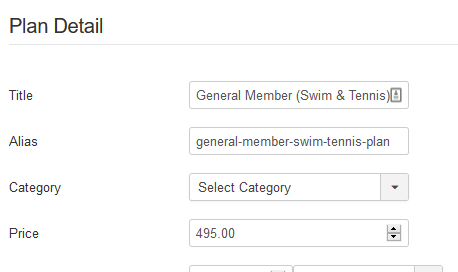 Plan Detail
Title General Member (Swim & Tennis)
Alias general-member-swim-tennis-plan
Category Select Category
Price 495.00